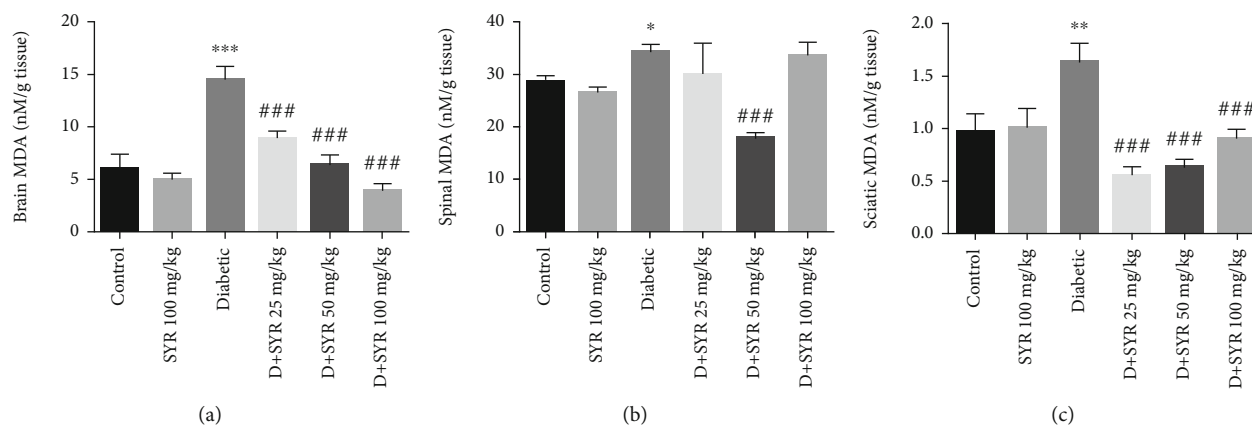 Brain MDA (nM/g tissue)
20
15
10
5
0
***
###
###
###
Control
SYR 100 mg/kg
Diabetic
D+SYR 25 mg/kg
D+SYR 50 mg/kg
D+SYR 100 mg/kg
(a)
Spinal MDA (nM/g tissue)
40
30
20
10
0
*
###
Control
SYR 100 mg/kg
Diabetic
D+SYR 25 mg/kg
D+SYR 50 mg/kg
D+SYR 100 mg/kg
(b)
Sciatic MDA (nM/g tissue)
2.0
1.5
1.0
0.5
0.0
**
###
###
###
Control
SYR 100 mg/kg
Diabetic
D+SYR 25 mg/kg
D+SYR 50 mg/kg
D+SYR 100 mg/kg
(c)